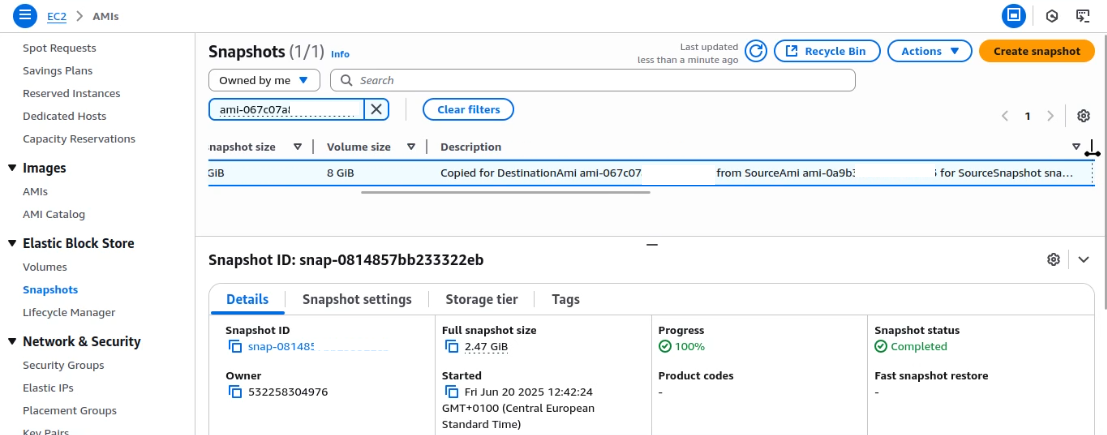 EC2 > AMIs
Spot Requests
Savings Plans
Reserved Instances
Dedicated Hosts
Capacity Reservations
Images
AMIs
AMI Catalog
Elastic Block Store
Volumes
Snapshots
Lifecycle Manager
Network & Security
Security Groups
Elastic IPs
Placement Groups
Key Pairs
Snapshots (1/1) Info
Last updated
less than a minute ago
Recycle Bin
Actions
Create snapshot
Owned by me
Search
ami-067c07a
Clear filters
1
napshot size Volume size Description
GiB 8 GiB Copied for DestinationAmi ami-067c07 from SourceAmi ami-0a9b3 for SourceSnapshot sna...
Snapshot ID: snap-0814857bb233322eb
Details Snapshot settings Storage tier Tags
Snapshot ID
snap-08148
Full snapshot size
2.47 GiB
Progress
100%
Snapshot status
Completed
Owner
532258304976
Started
Fri Jun 20 2025 12:42:24
GMT+0100 (Central European
Standard Time)
Product codes
-
Fast snapshot restore
-